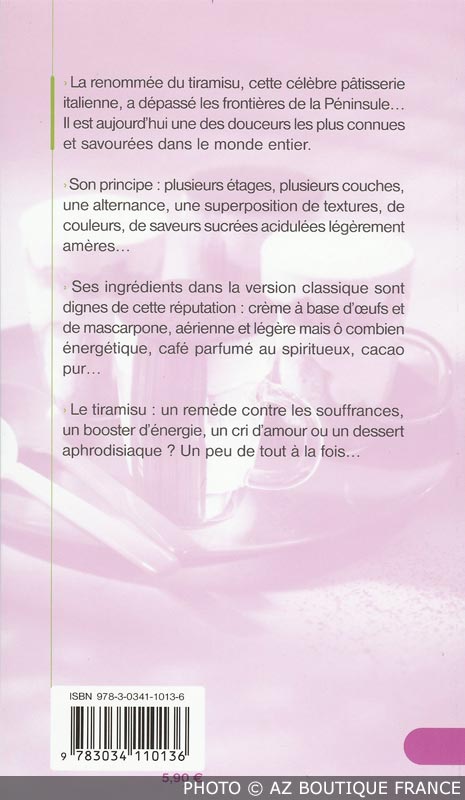 › La renommée du tiramisu, cette célèbre pâtisserie
italienne, a dépassé les frontières de la Péninsule...
Il est aujourd'hui une des douceurs les plus connues
et savourées dans le monde entier.
› Son principe : plusieurs étages, plusieurs couches,
une alternance, une superposition de textures, de
couleurs, de saveurs sucrées acidulées légèrement
amères...
› Ses ingrédients dans la version classique sont
dignes de cette réputation : crème à base d'œufs et
de mascarpone, aérienne et légère mais ô combien
énergétique, café parfumé au spiritueux, cacao
pur...
› Le tiramisu : un remède contre les souffrances,
un booster d'énergie, un cri d'amour ou un dessert
aphrodisiaque ? Un peu de tout à la fois...
ISBN 978-3-0341-1013-6
9 783034 110136
5,90 €
PHOTO © AZ BOUTIQUE FRANCE